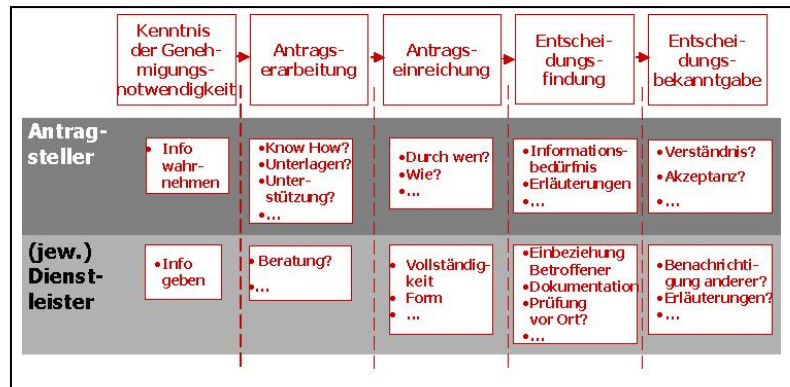 Kenntnis
der Geneh-
migungs-
notwendigkeit
Antrags-
erarbeitung
Antrags-
einreichung
Entschei-
dungs-
findung
Entschei-
dungs-
bekanntgabe
Antrag-
steller
• Info
wahr-
nehmen
•Know How?
•Unterlagen?
•Unter-
stützung?
•...
•Durch wen?
•Wie?
•...
•Informations-
bedürfnis
•Erläuterungen
•...
•Verständnis?
•Akzeptanz?
•...
(jew.)
Dienst-
leister
•Info
geben
•Beratung?
•...
• Vollständig-
keit
• Form
• ...
•Einbeziehung
Betroffener
•Dokumentation
•Prüfung
vor Ort?
•...
•Benachrichti-
gung anderer?
•Erläuterungen?
•...